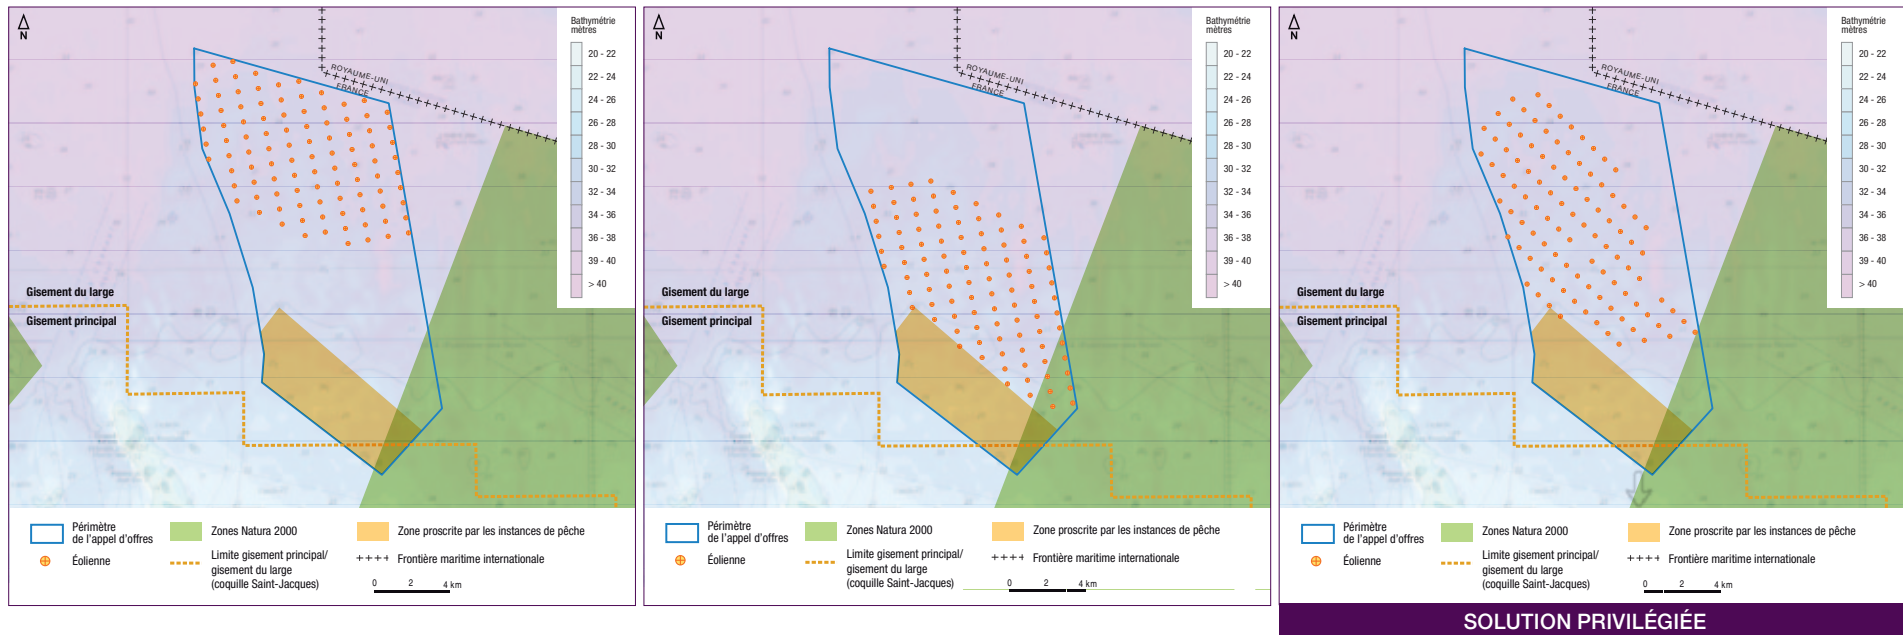 N
Bathymétrie
mètres
20 - 22
22 - 24
24 - 26
26 - 28
28 - 30
30 - 32
32 - 34
34 - 36
36 - 38
39 - 40
> 40
ROYAUME-UNI
FRANCE
Gisement du large
Gisement principal
Périmètre
de l'appel d'offres
Éolienne
Zones Natura 2000
Limite gisement principal/
gisement du large
(coquille Saint-Jacques)
Zone proscrite par les instances de pêche
Frontière maritime internationale
0 2 4 km
N
Bathymétrie
mètres
20 - 22
22 - 24
24 - 26
26 - 28
28 - 30
30 - 32
32 - 34
34 - 36
36 - 38
39 - 40
> 40
ROYAUME-UNI
FRANCE
Gisement du large
Gisement principal
Périmètre
de l'appel d'offres
Éolienne
Zones Natura 2000
Limite gisement principal/
gisement du large
(coquille Saint-Jacques)
Zone proscrite par les instances de pêche
Frontière maritime internationale
0 2 4 km
N
Bathymétrie
mètres
20 - 22
22 - 24
24 - 26
26 - 28
28 - 30
30 - 32
32 - 34
34 - 36
36 - 38
39 - 40
> 40
ROYAUME-UNI
FRANCE
Gisement du large
Gisement principal
Périmètre
de l'appel d'offres
Éolienne
Zones Natura 2000
Limite gisement principal/
gisement du large
(coquille Saint-Jacques)
Zone proscrite par les instances de pêche
Frontière maritime internationale
0 2 4 km
SOLUTION PRIVILÉGIÉE